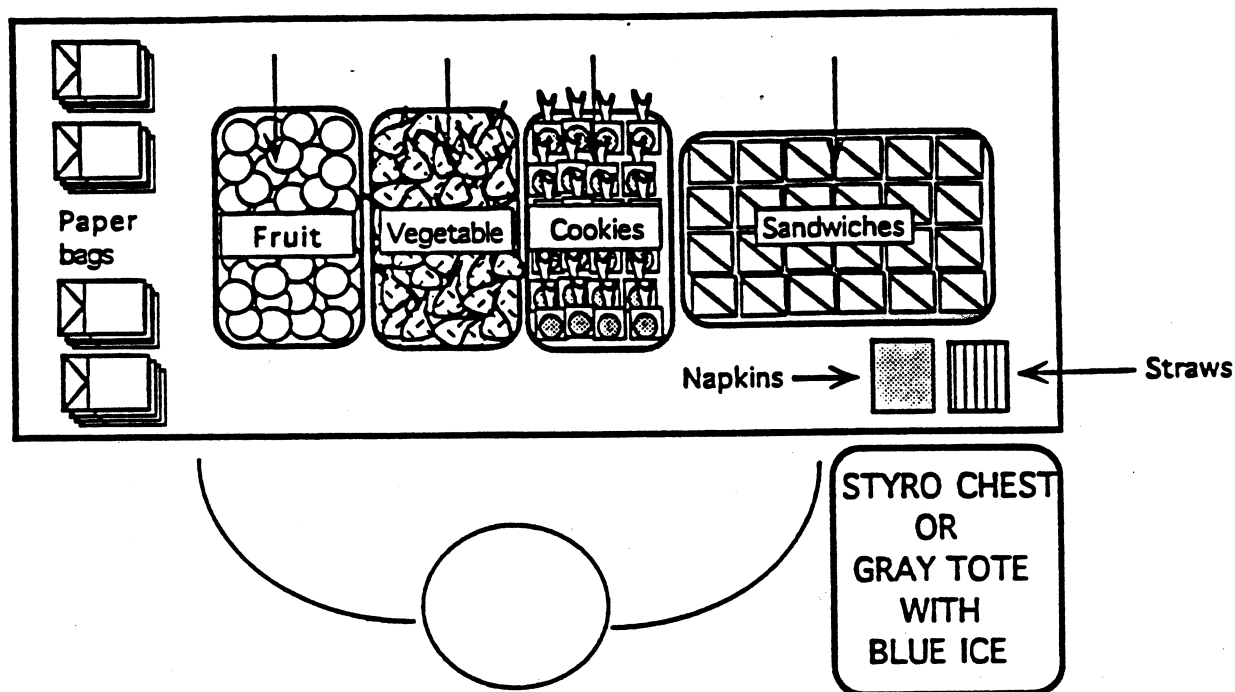 Paper
bags
Fruit
Vegetable
Cookies
Sandwiches
Napkins
Straws
STYRO CHEST
OR
GRAY TOTE
WITH
BLUE ICE